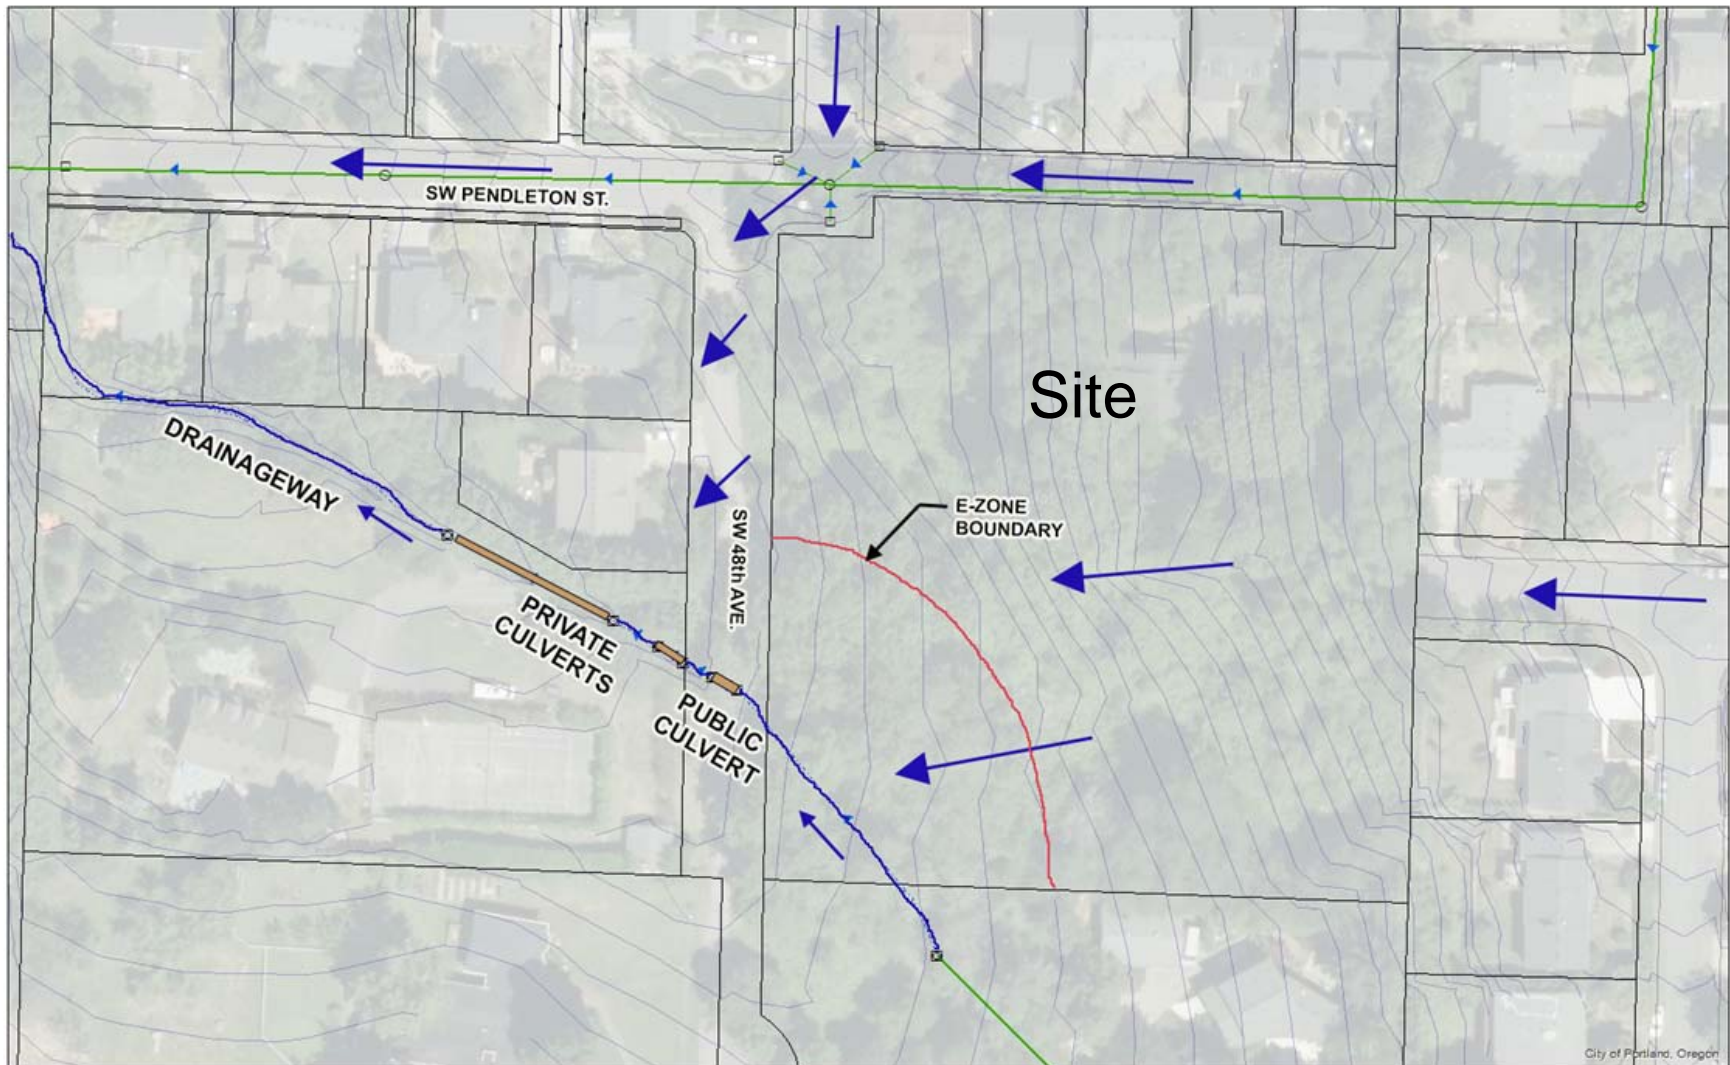 SW PENDLETON ST.
Site
DRAINAGEWAY
E-ZONE
BOUNDARY
SW 48th AVE.
PRIVATE
CULVERTS
PUBLIC
CULVERT
City of Portland, Oregon